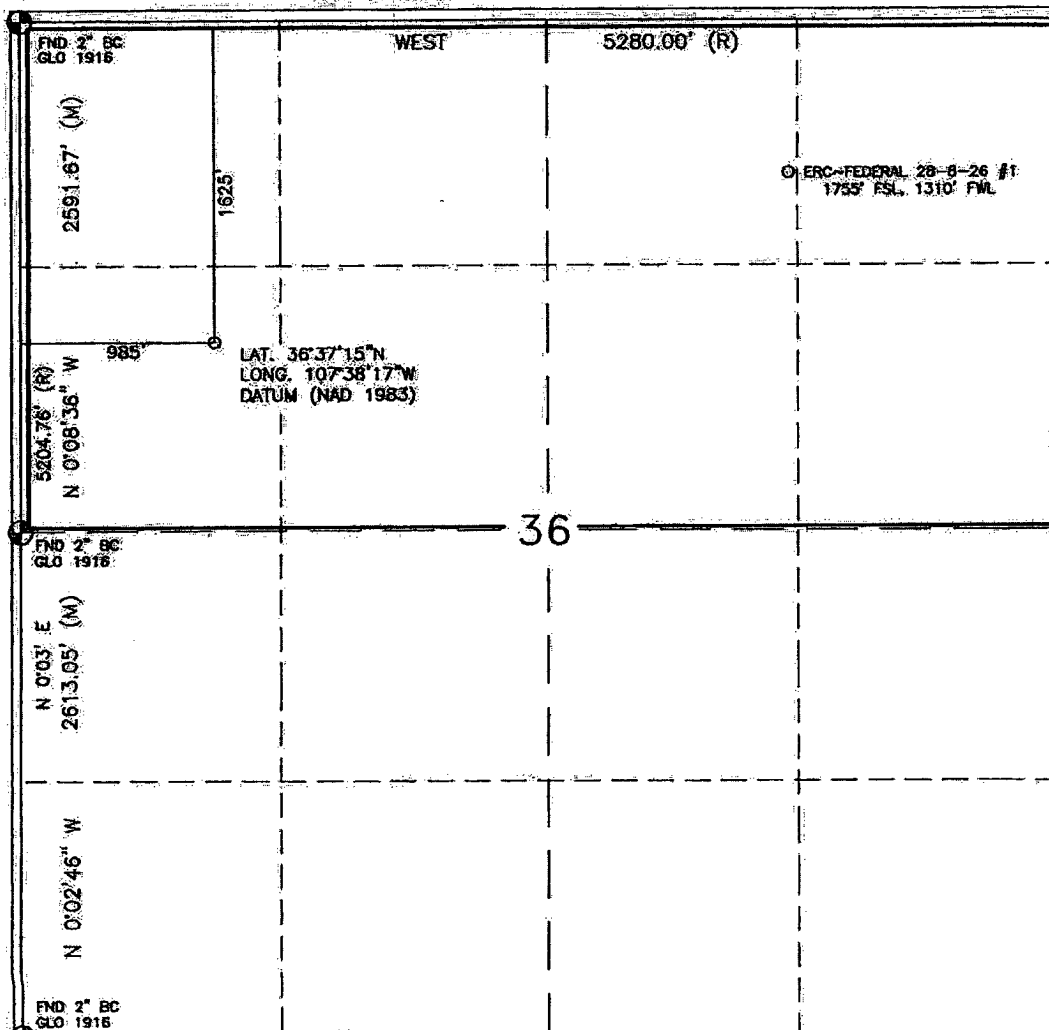 FND 2" BC
GLO 1916
WEST 5280.00' (R)
2591.67' (M)
1625'
ERC-FEDERAL 28-8-26 #1
1755' FSL, 1310' FWL
985'
LAT. 36°37'15"N
LONG. 107°38'17"W
DATUM (NAD 1983)
5204.76' (R)
N 0°08'36" W
36
FND 2" BC
GLO 1916
N 0°03' E
2613.05' (M)
N 0°02'46" W
FND 2" BC
GLO 1916